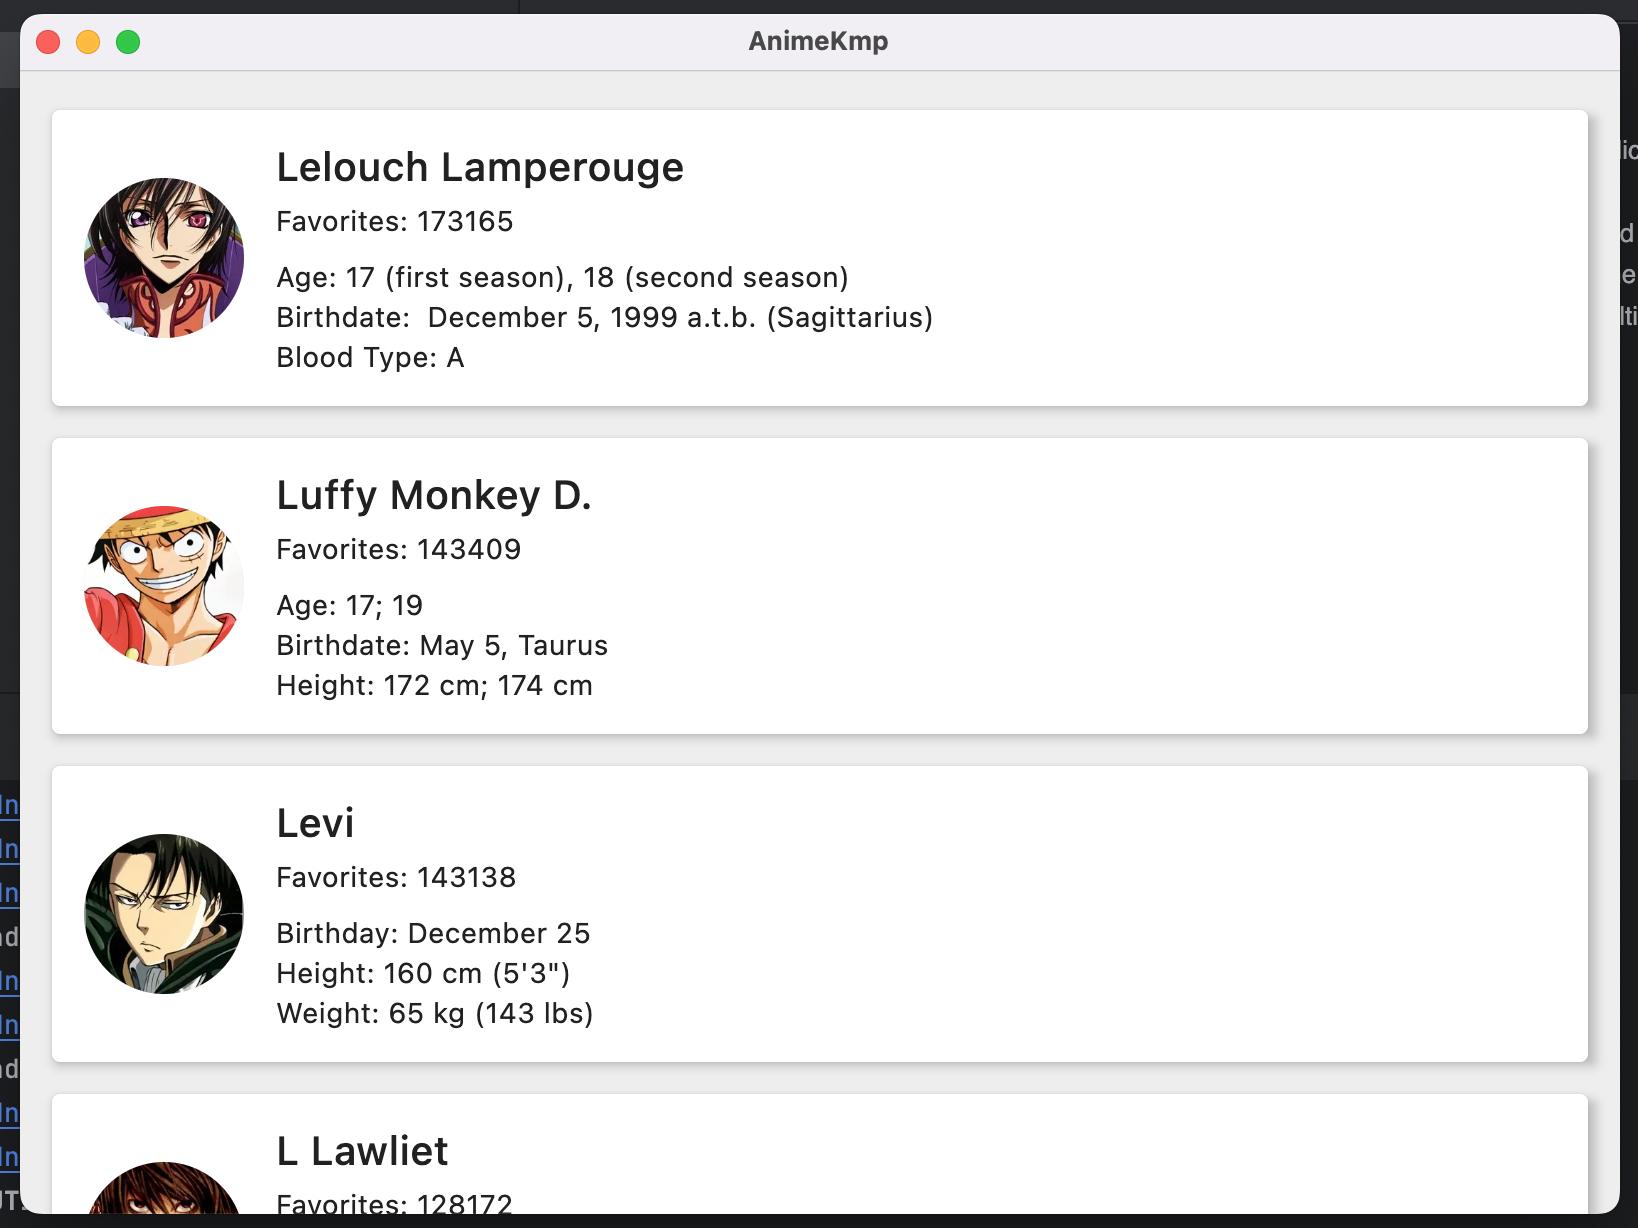 AnimeKmp
Lelouch Lamperouge
Favorites: 173165
Age: 17 (first season), 18 (second season)
Birthdate:  December 5, 1999 a.t.b. (Sagittarius)
Blood Type: A
Luffy Monkey D.
Favorites: 143409
Age: 17; 19
Birthdate: May 5, Taurus
Height: 172 cm; 174 cm
Levi
Favorites: 143138
Birthday: December 25
Height: 160 cm (5'3")
Weight: 65 kg (143 lbs)
L Lawliet
Favorites: 128172